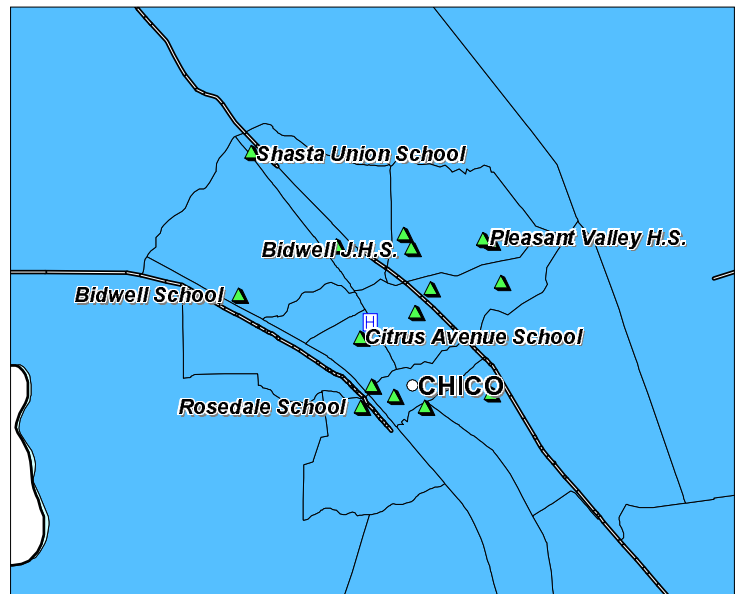 Shasta Union School
Pleasant Valley H.S.
Bidwell J.H.S.
Bidwell School
H
Citrus Avenue School
CHICO
Rosedale School